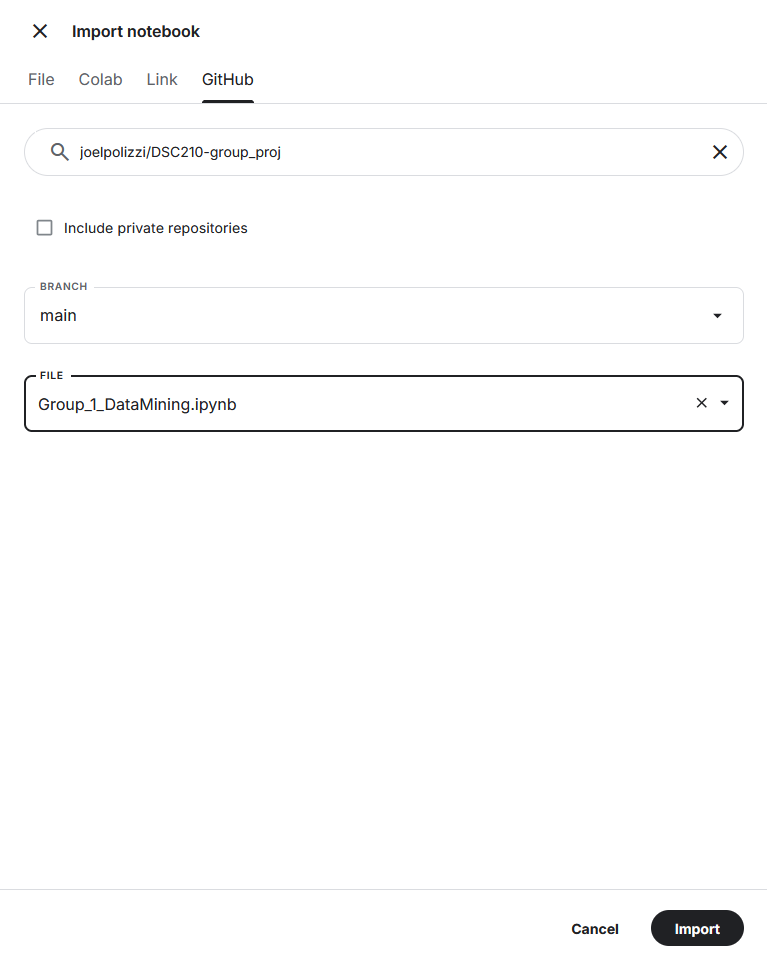 Import notebook
File Colab Link GitHub
joelpolizzi/DSC210-group_proj
Include private repositories
BRANCH
main
FILE
Group_1_DataMining.ipynb
Cancel Import